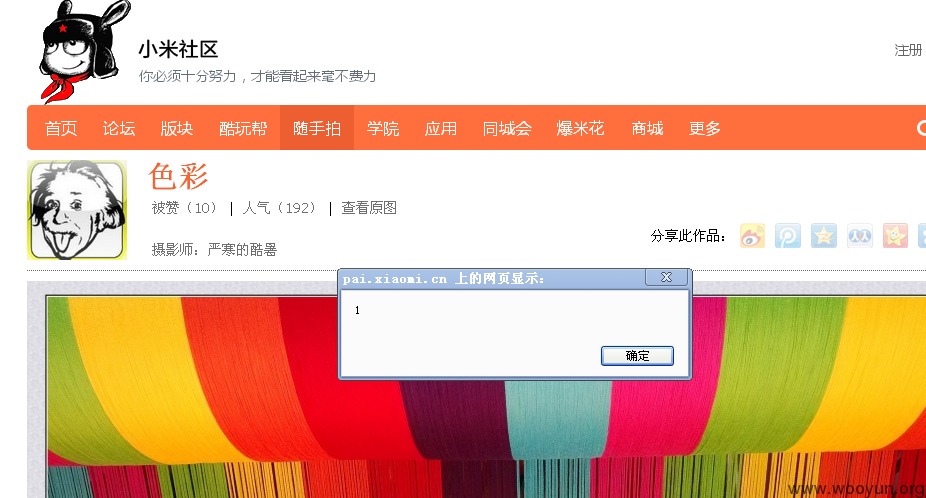 小米社区
你必须十分努力，才能看起来毫不费力
注册
首页 论坛 版块 酷玩帮 随手拍 学院 应用 同城会 爆米花 商城 更多
色彩
被赞（10） | 人气（192） | 查看原图
分享此作品：
摄影师：严寒的酷暑
pai.xiaomi.cn 上的网页显示：
1
确定
www.wooyun.org